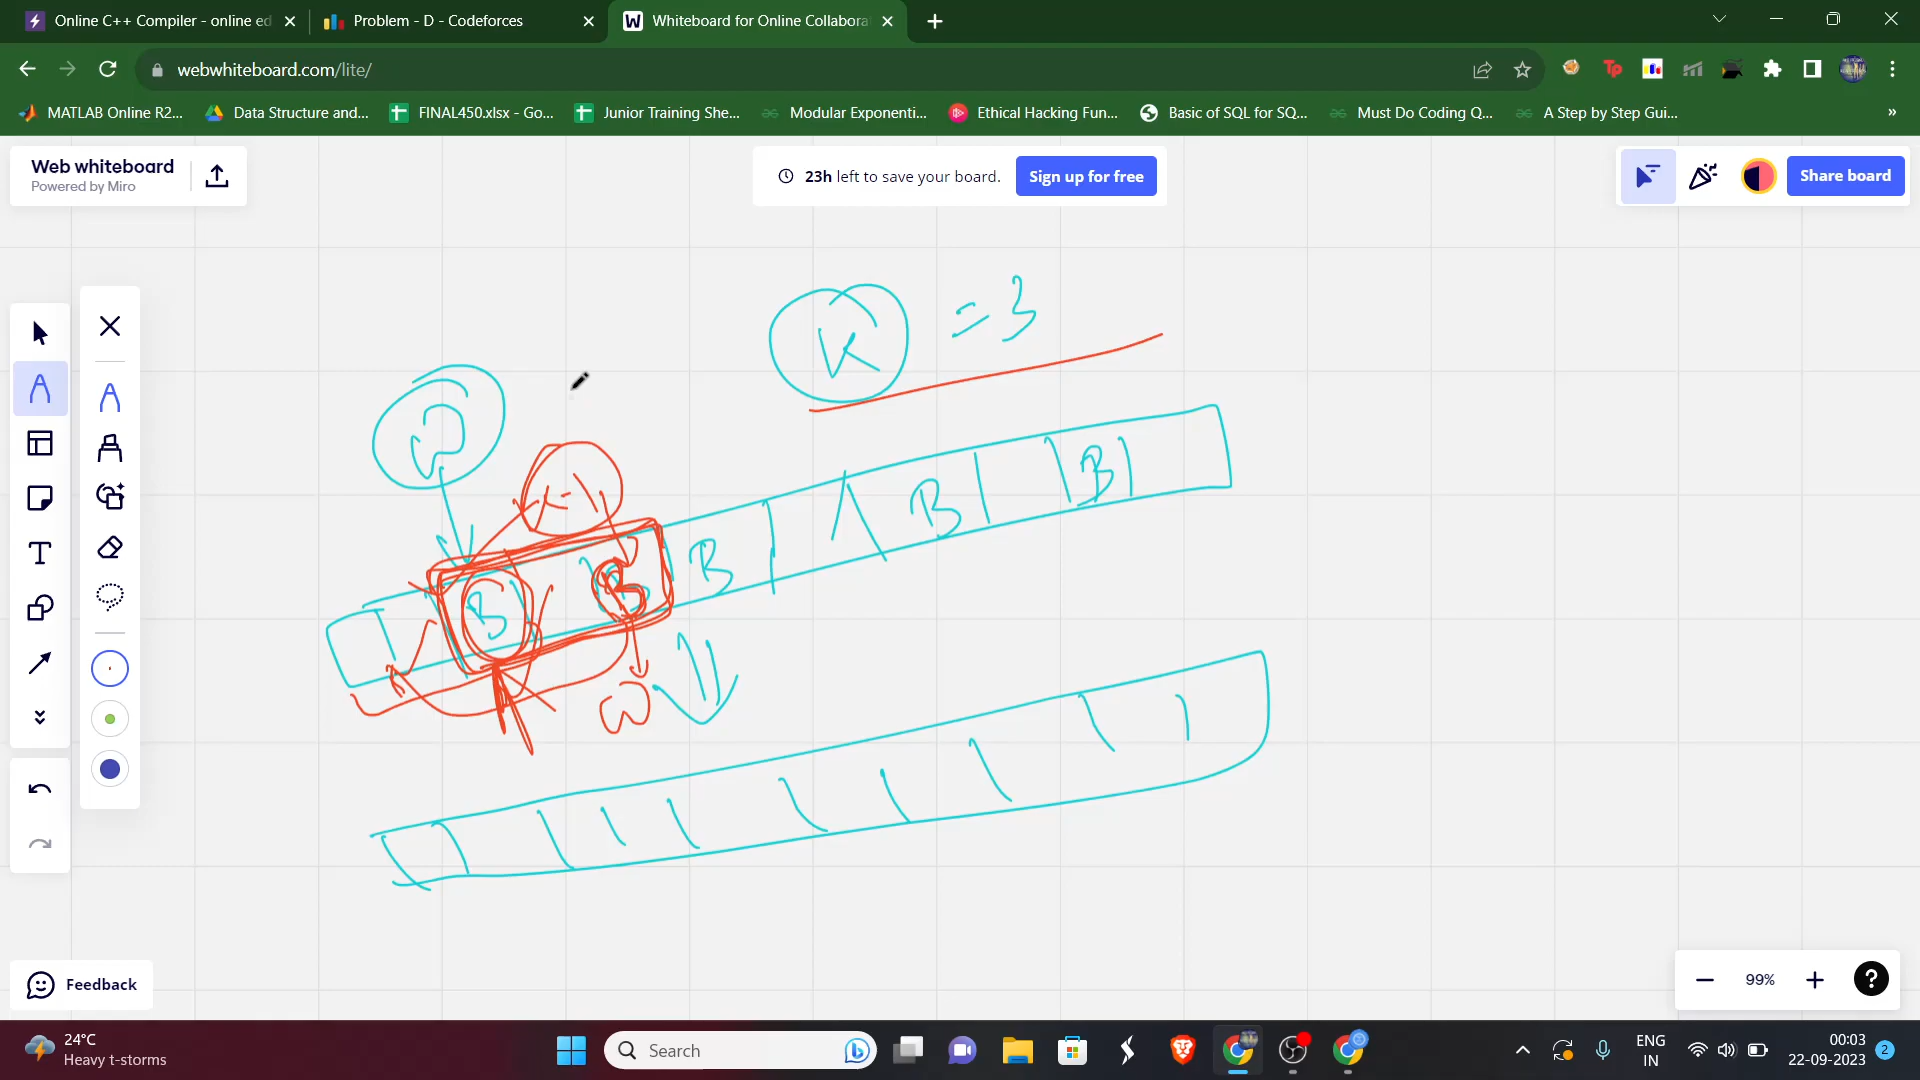 Online C++ Compiler - online ed
Problem - D - Codeforces
Whiteboard for Online Collabora
webwhiteboard.com/lite/
MATLAB Online R2...
Data Structure and...
FINAL450.xlsx - Go...
Junior Training She...
Modular Exponenti...
Ethical Hacking Fun...
Basic of SQL for SQ...
Must Do Coding Q...
A Step by Step Gui...
»
Web whiteboard
Powered by Miro
23h left to save your board.
Sign up for free
Share board
K = 3
K-1
B B B B B
99%
Feedback
24°C
Heavy t-storms
Search
ENG
IN
00:03
22-09-2023
2